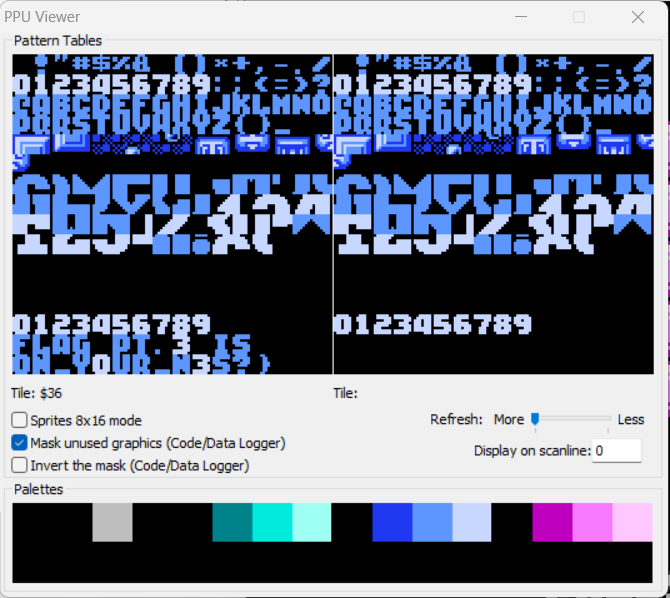 PPU Viewer
Pattern Tables
!"#$%& ()×+,-./ !"#$%& ()×+,-./
0123456789:;<=>? 0123456789:;<=>?
ABCDEFGHIJKLMNO ABCDEFGHIJKLMNO
PQRSTUVWXYZ { } _ PQRSTUVWXYZ { } _
0123456789 0123456789
FLAG PT. 3 IS
ON_Y0UR_N3S?}
Tile: $36 Tile:
Sprites 8x16 mode
Mask unused graphics (Code/Data Logger)
Invert the mask (Code/Data Logger)
Refresh: More Less
Display on scanline: 0
Palettes